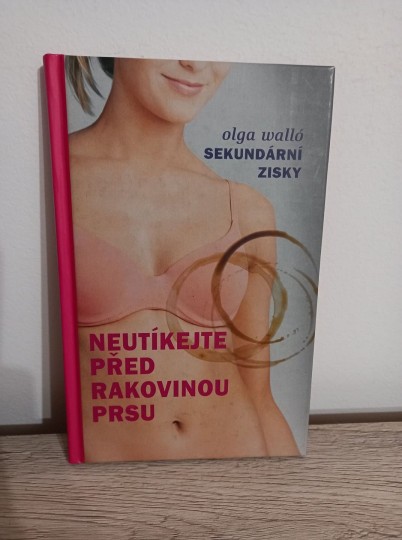 olga walló
SEKUNDÁRNÍ
ZISKY
NEUTÍKEJTE
PŘED
RAKOVINOU
PRSU